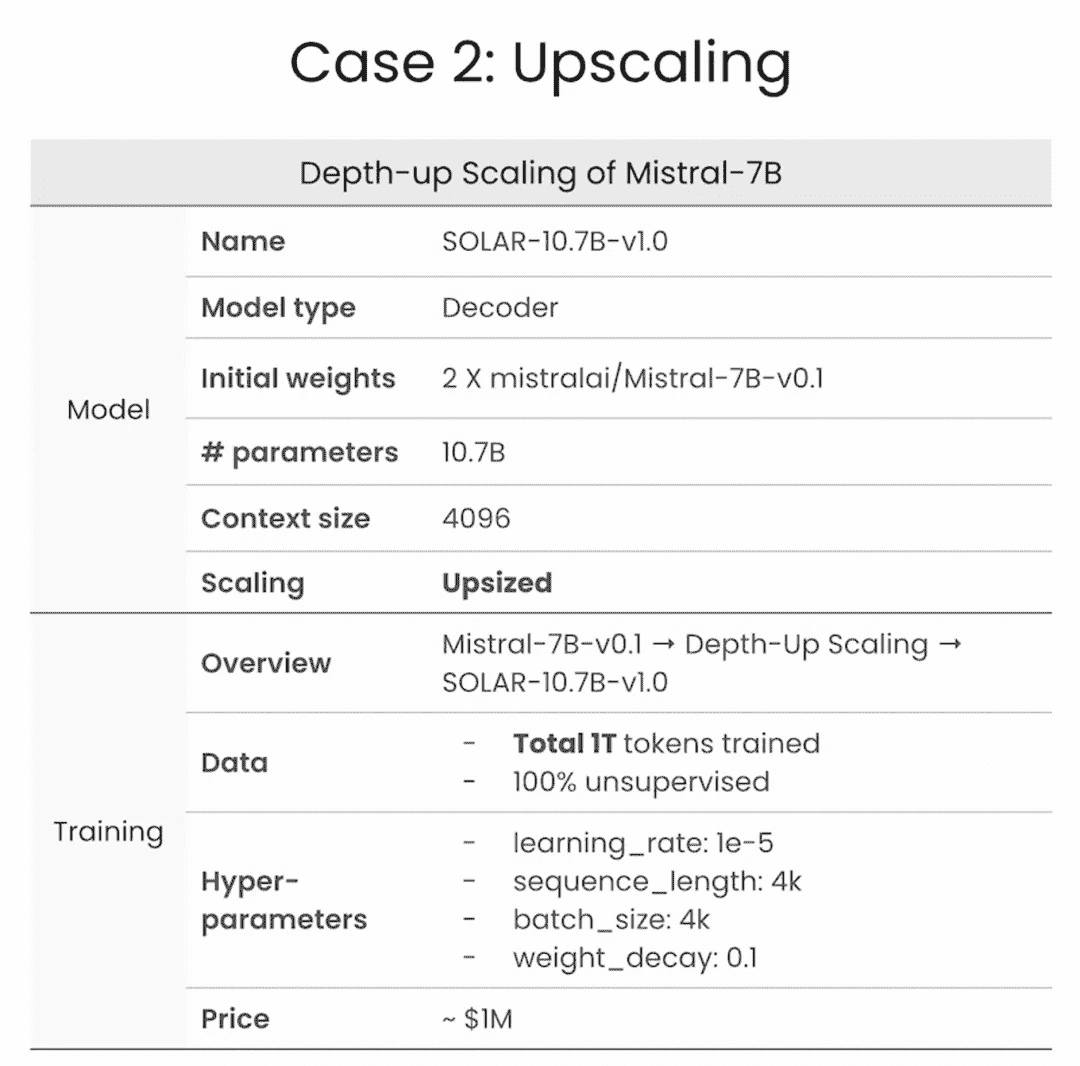 Case 2: Upscaling
Depth-up Scaling of Mistral-7B
Model
Name SOLAR-10.7B-v1.0
Model type Decoder
Initial weights 2 X mistralai/Mistral-7B-v0.1
# parameters 10.7B
Context size 4096
Scaling Upsized
Training
Overview Mistral-7B-v0.1 → Depth-Up Scaling →
SOLAR-10.7B-v1.0
Data
- Total 1T tokens trained
- 100% unsupervised
Hyper-
parameters
- learning_rate: 1e-5
- sequence_length: 4k
- batch_size: 4k
- weight_decay: 0.1
Price ~ $1M